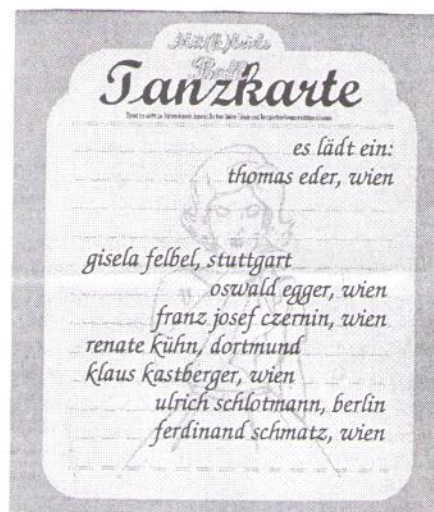 Tanzkarte
es lädt ein:
thomas eder, wien
gisela felbel, stuttgart
oswald egger, wien
franz josef czernin, wien
renate kühn, dortmund
klaus kastberger, wien
ulrich schlotmann, berlin
ferdinand schmatz, wien